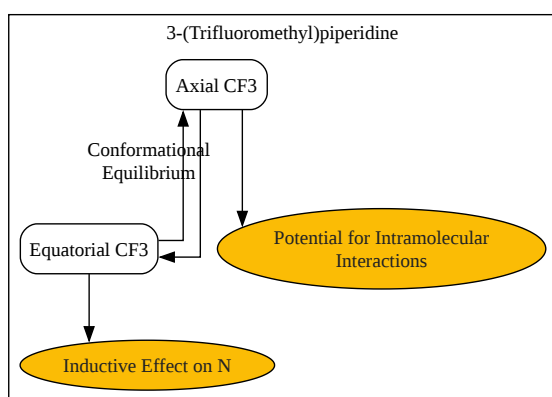 3-(Trifluoromethyl)piperidine
Axial CF3
Conformational
Equilibrium
Equatorial CF3
Potential for Intramolecular
Interactions
Inductive Effect on N